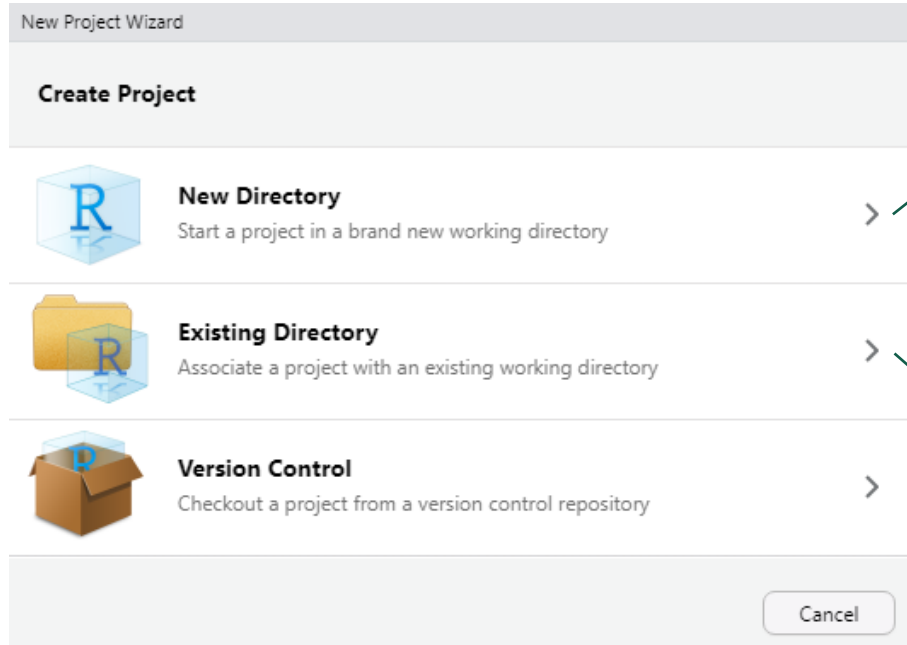 New Project Wizard
Create Project
R
New Directory
Start a project in a brand new working directory
R
Existing Directory
Associate a project with an existing working directory
R
Version Control
Checkout a project from a version control repository
Cancel